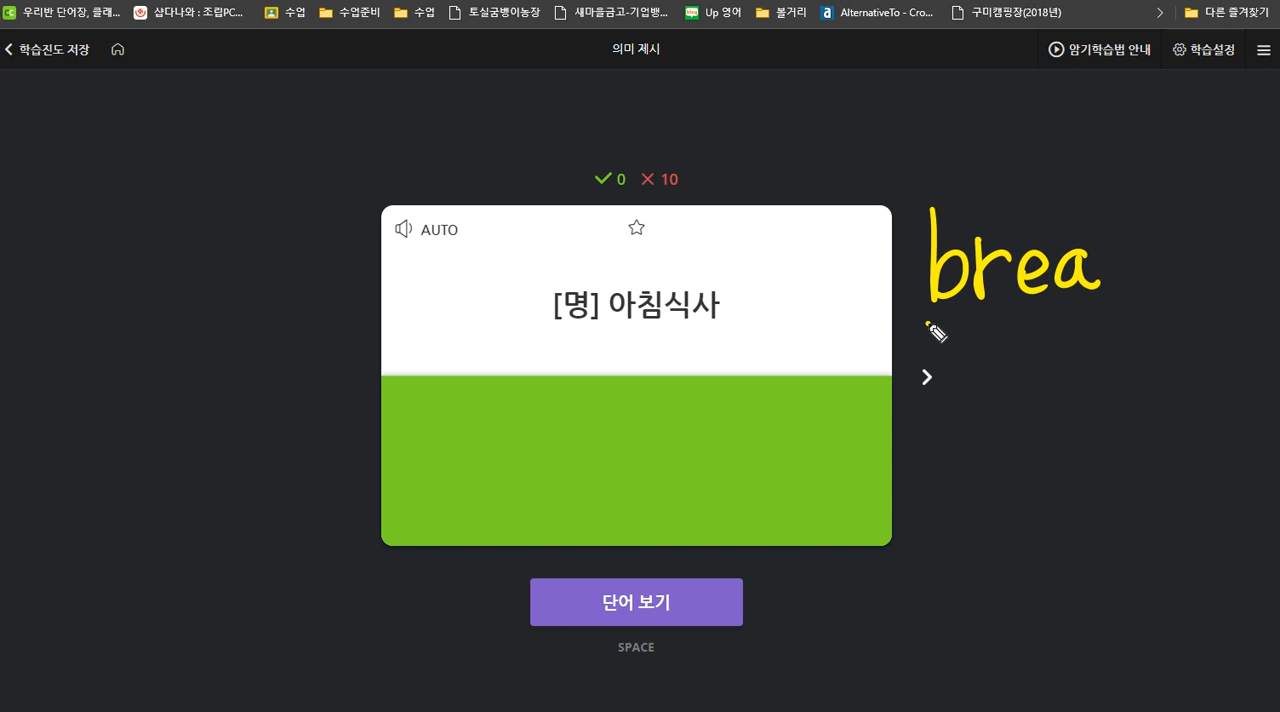 우리반 단어장, 클래... 샵다나와 : 조립PC... 수업 수업준비 수업 토실굼벵이농장 새마을금고-기업뱅... Up 영어 볼거리 AlternativeTo - Cro... 구미캠핑장(2018년) 다른 즐겨찾기
학습진도 저장 의미 제시 암기학습법 안내 학습설정
0 10
AUTO
[명] 아침식사
brea
단어 보기
SPACE